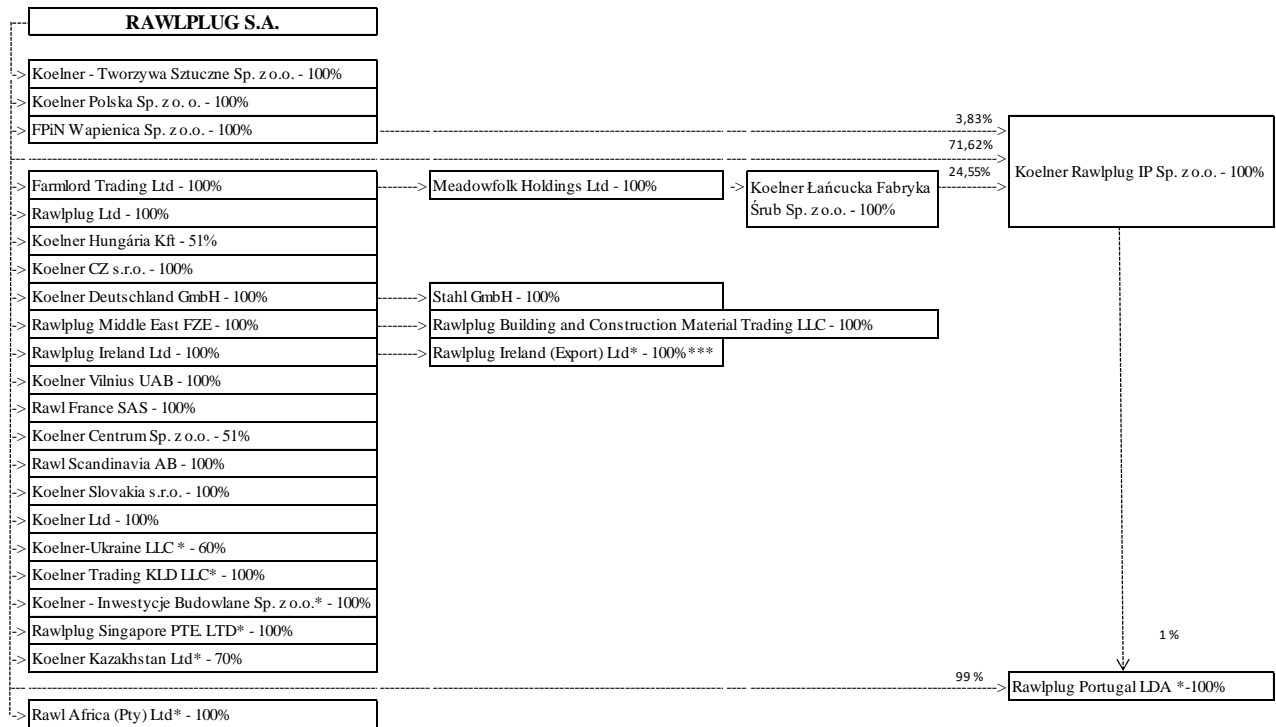 RAWLPLUG S.A.
Koelner - Tworzywa Sztuczne Sp. z o.o. - 100%
Koelner Polska Sp. z o. o. - 100%
FPiN Wapienica Sp. z o.o. - 100%
3,83%
71,62%
Koelner Rawlplug IP Sp. z o.o. - 100%
Farmlord Trading Ltd - 100%
Meadowfolk Holdings Ltd - 100%
Koelner Łańcucka Fabryka
Śrub Sp. z o.o. - 100%
24,55%
Rawlplug Ltd - 100%
Koelner Hungária Kft - 51%
Koelner CZ s.r.o. - 100%
Koelner Deutschland GmbH - 100%
Stahl GmbH - 100%
Rawlplug Middle East FZE - 100%
Rawlplug Building and Construction Material Trading LLC - 100%
Rawlplug Ireland Ltd - 100%
Rawlplug Ireland (Export) Ltd* - 100%***
Koelner Vilnius UAB - 100%
Rawl France SAS - 100%
Koelner Centrum Sp. z o.o. - 51%
Rawl Scandinavia AB - 100%
Koelner Slovakia s.r.o. - 100%
Koelner Ltd - 100%
Koelner-Ukraine LLC * - 60%
Koelner Trading KLD LLC* - 100%
Koelner - Inwestycje Budowlane Sp. z o.o.* - 100%
Rawlplug Singapore PTE. LTD* - 100%
1 %
Koelner Kazakhstan Ltd* - 70%
99 %
Rawlplug Portugal LDA *-100%
Rawl Africa (Pty) Ltd* - 100%